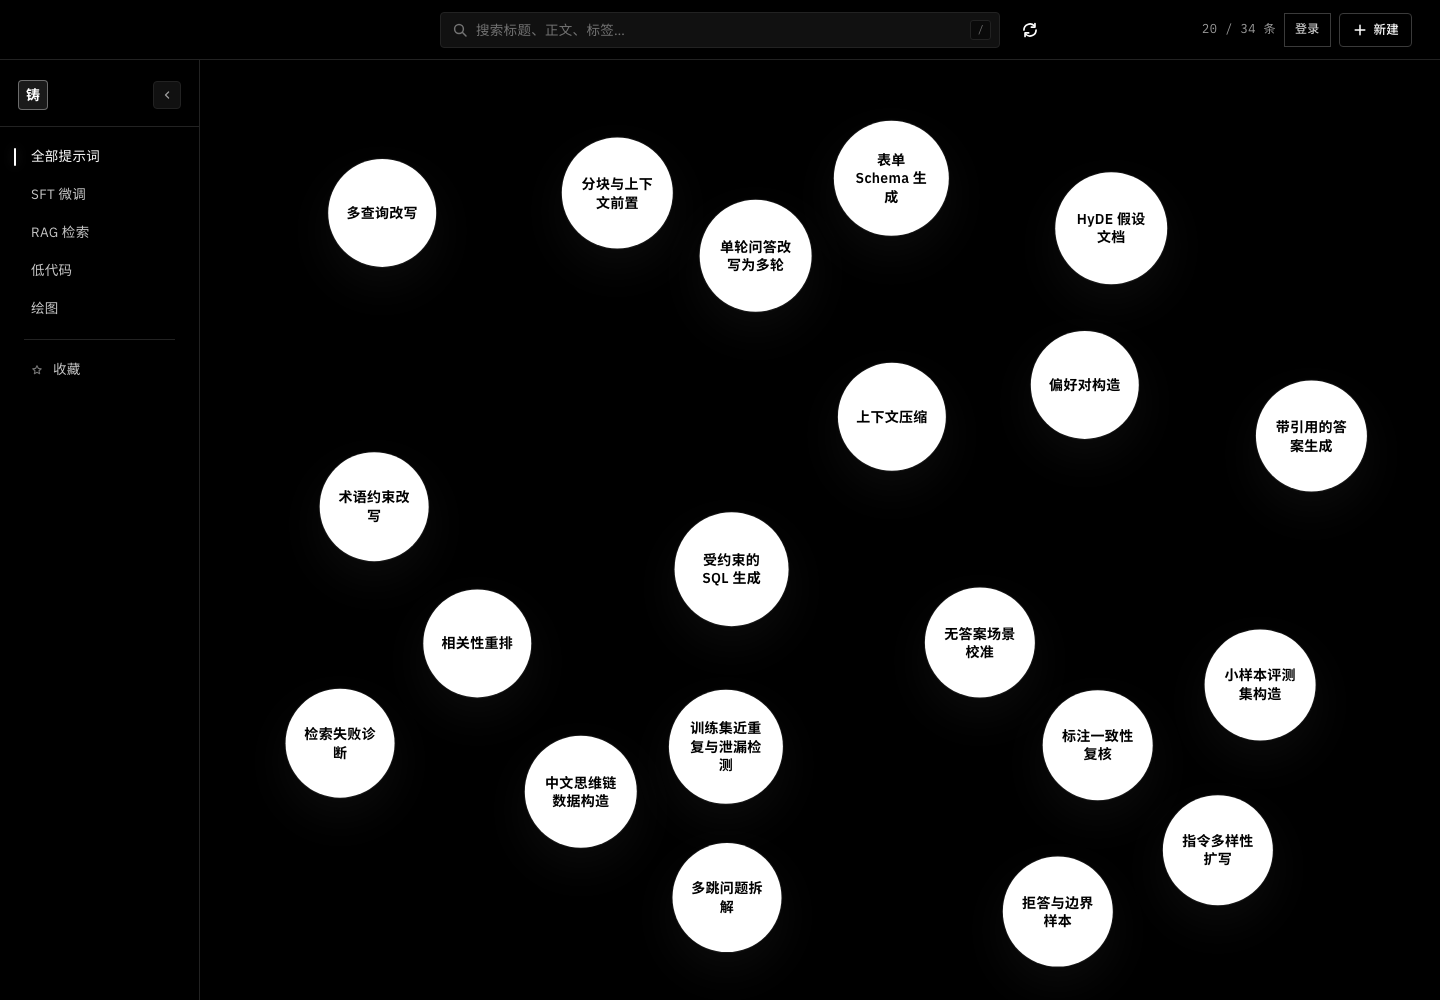 搜索标题、正文、标签...
/
20 / 34 条
登录
新建
铸
全部提示词
SFT 微调
RAG 检索
低代码
绘图
收藏
多查询改写
分块与上下
文前置
单轮问答改
写为多轮
表单
Schema 生
成
HyDE 假设
文档
上下文压缩
偏好对构造
带引用的答
案生成
术语约束改
写
受约束的
SQL 生成
相关性重排
无答案场景
校准
小样本评测
集构造
检索失败诊
断
训练集近重
复与泄漏检
测
标注一致性
复核
中文思维链
数据构造
指令多样性
扩写
多跳问题拆
解
拒答与边界
样本